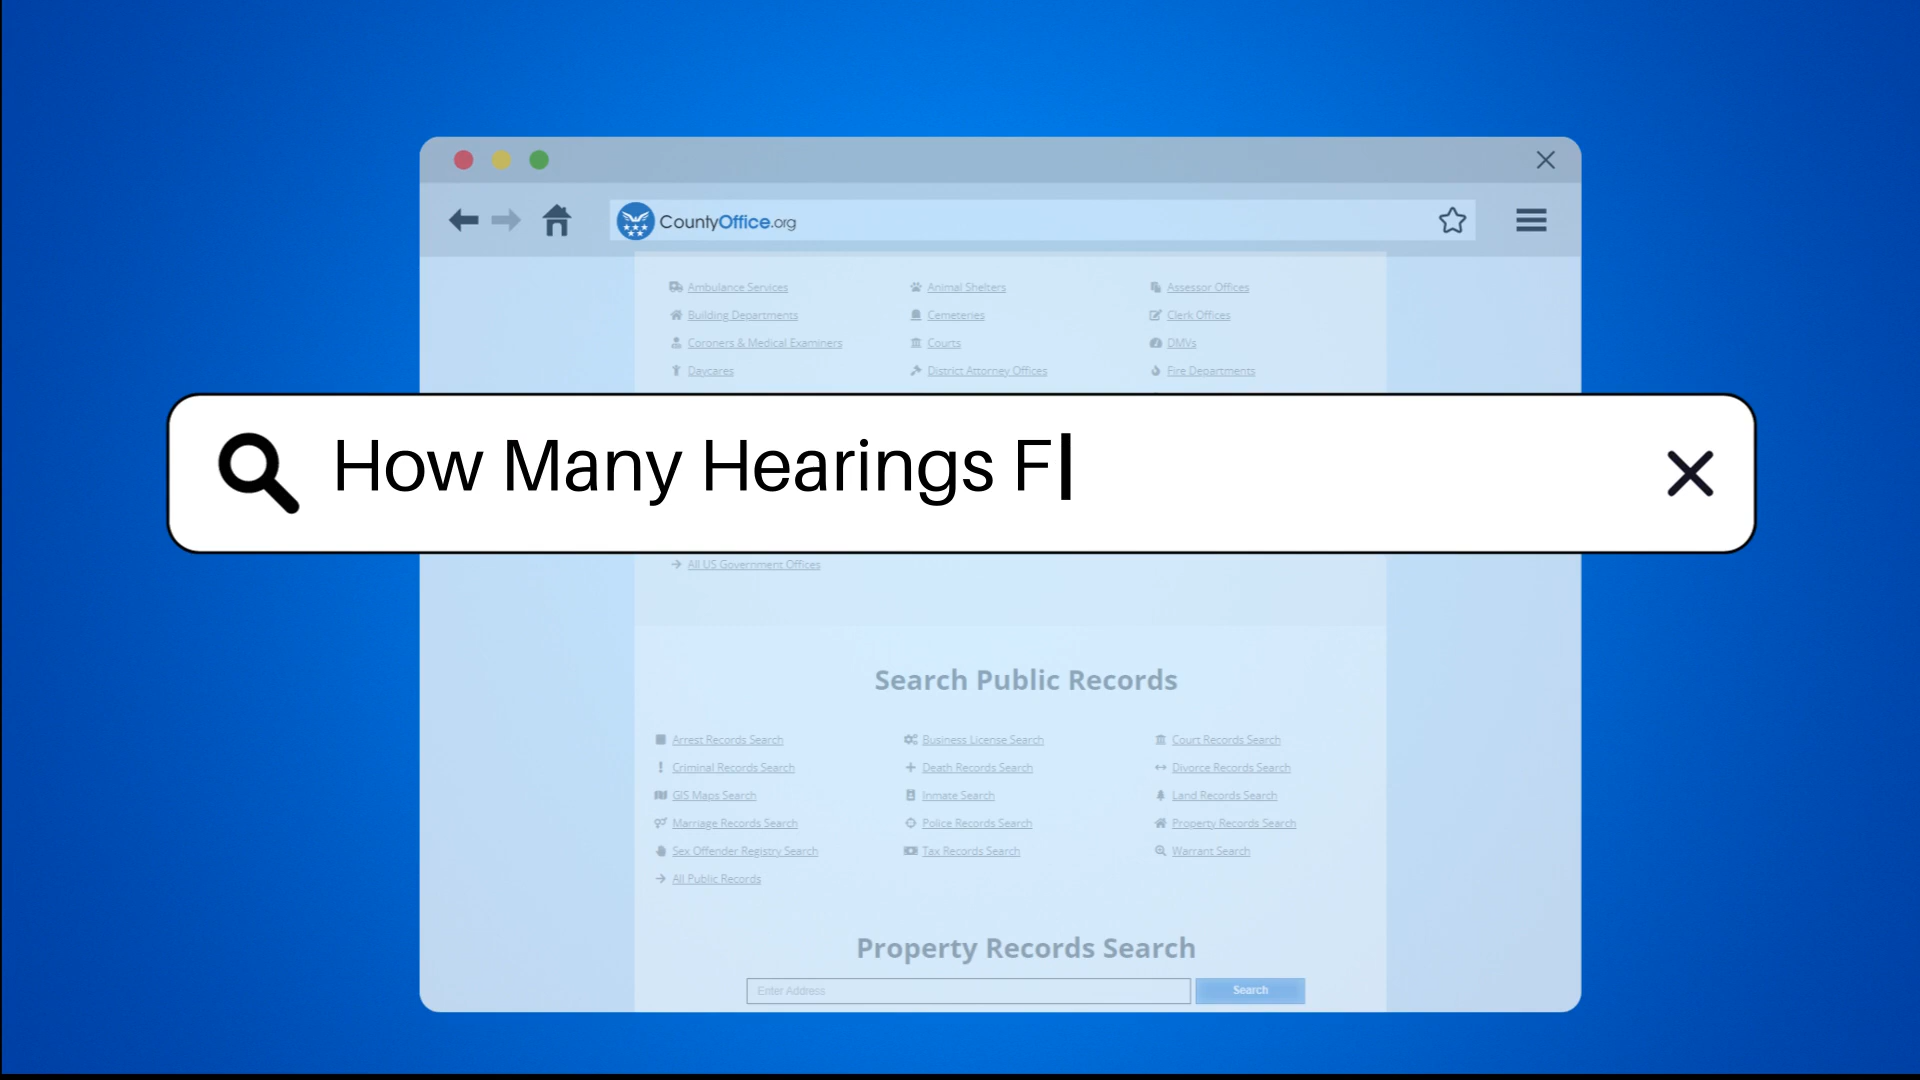 CountyOffice.org
Ambulance Services Animal Shelters Assessor Offices
Building Departments Cemeteries Clerk Offices
Coroners & Medical Examiners Courts DMVs
Daycares District Attorney Offices Fire Departments
How Many Hearings F
All US Government Offices
Search Public Records
Arrest Records Search Business License Search Court Records Search
Criminal Records Search Death Records Search Divorce Records Search
GIS Maps Search Inmate Search Land Records Search
Marriage Records Search Police Records Search Property Records Search
Sex Offender Registry Search Tax Records Search Warrant Search
All Public Records
Property Records Search
Enter Address Search